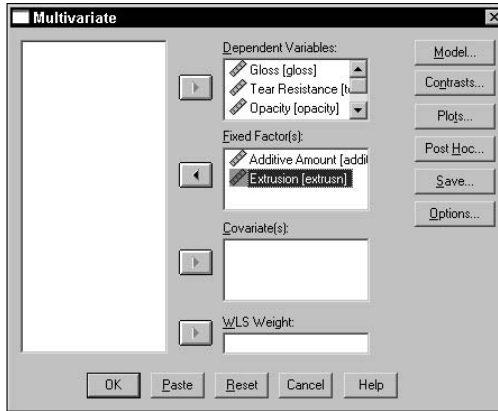 Multivariate
Dependent Variables:
Gloss [gloss]
Tear Resistance [t
Opacity [opacity]
Fixed Factor(s):
Additive Amount [addit
Extrusion [extrusn]
Covariate(s):
WLS Weight:
Model...
Contrasts...
Plots...
Post Hoc...
Save...
Options...
OK
Paste
Reset
Cancel
Help